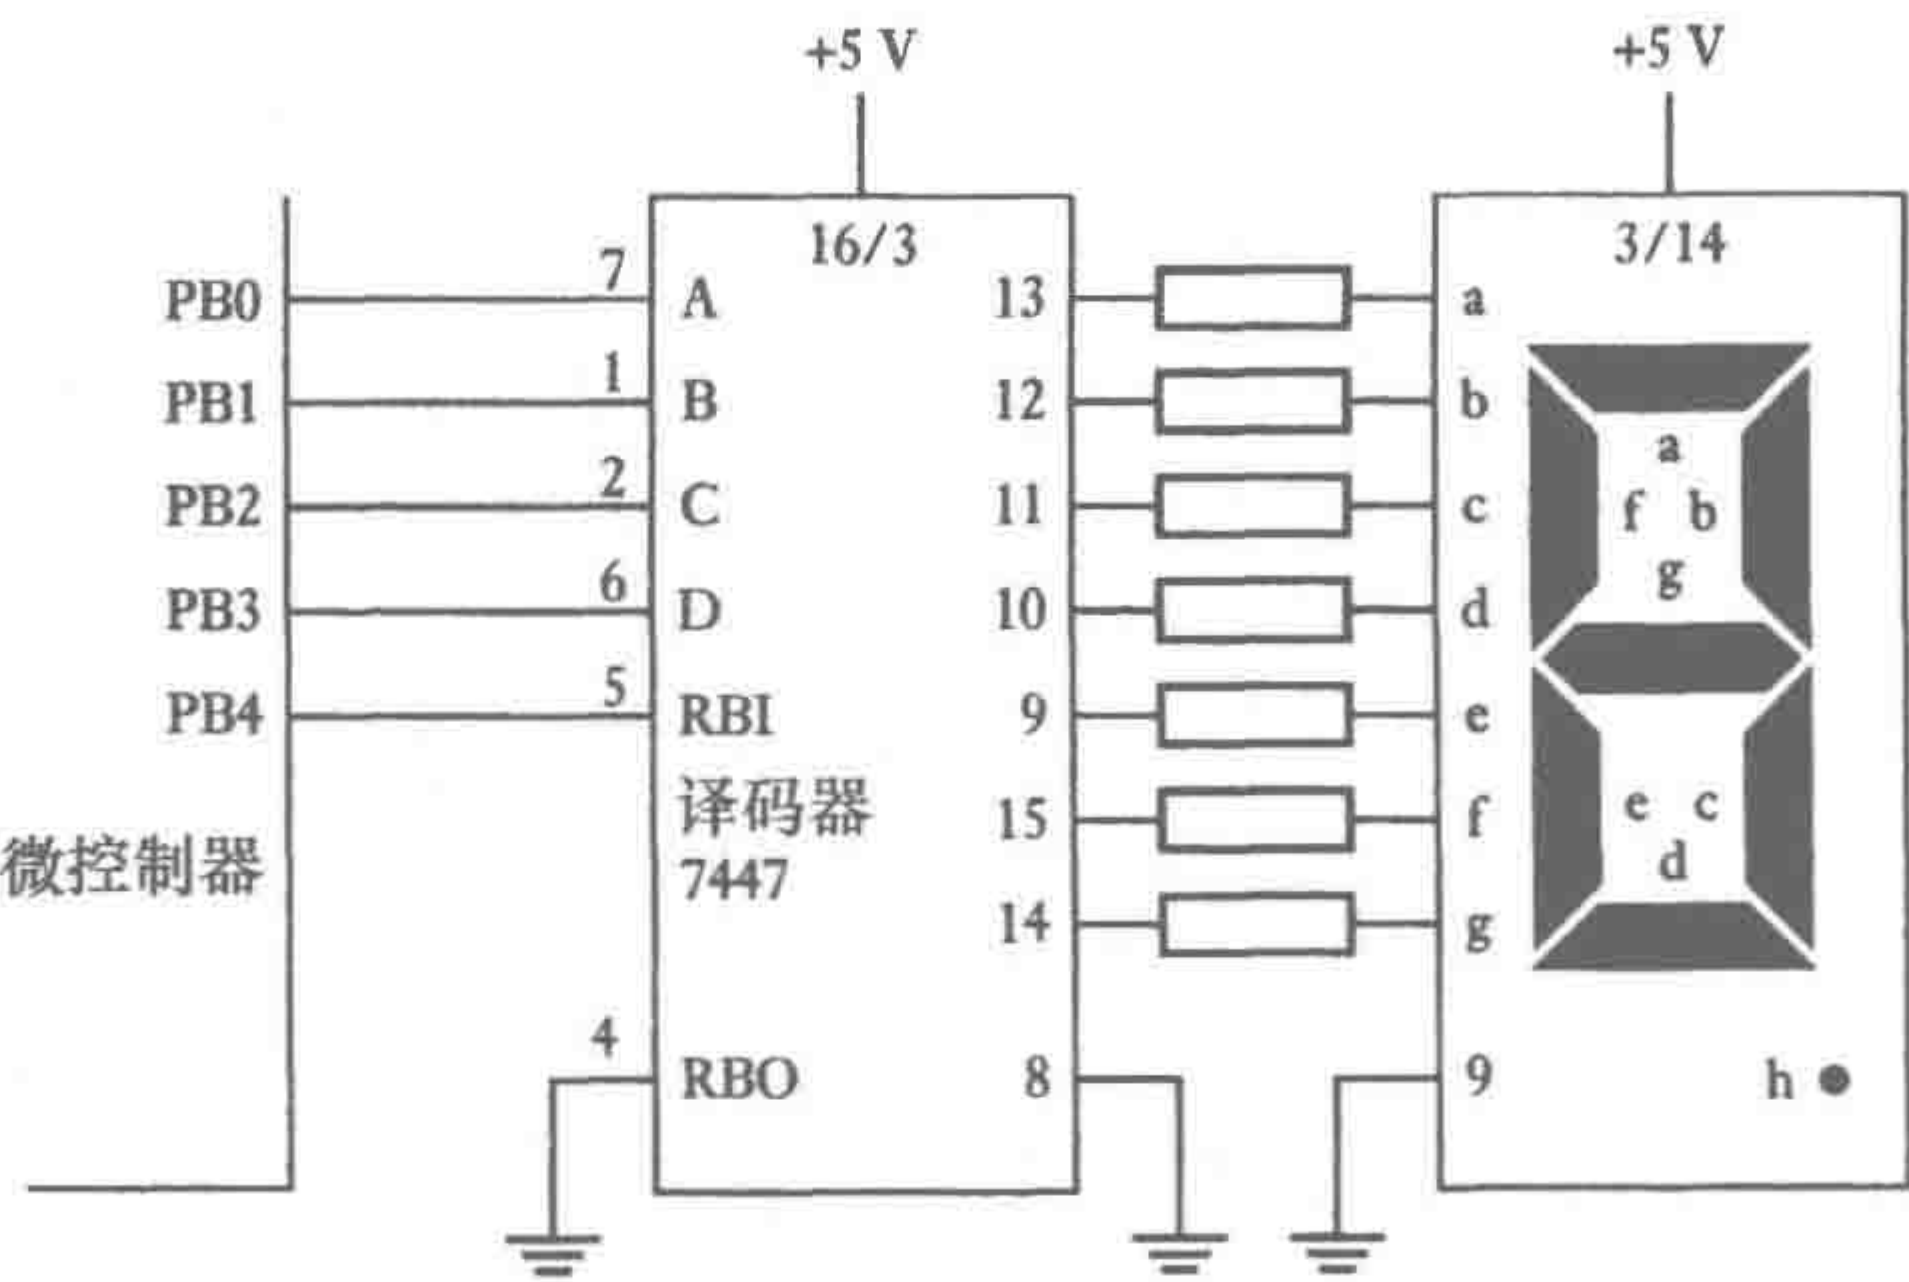 +5 V
+5 V
16/3
3/14
PB0
7
A
13
a
PB1
1
B
12
b
PB2
2
C
11
c
PB3
6
D
10
d
PB4
5
RBI
9
e
译码器
7447
15
f
14
g
微控制器
a
f b
g
e c
d
4
RBO
8
9
h